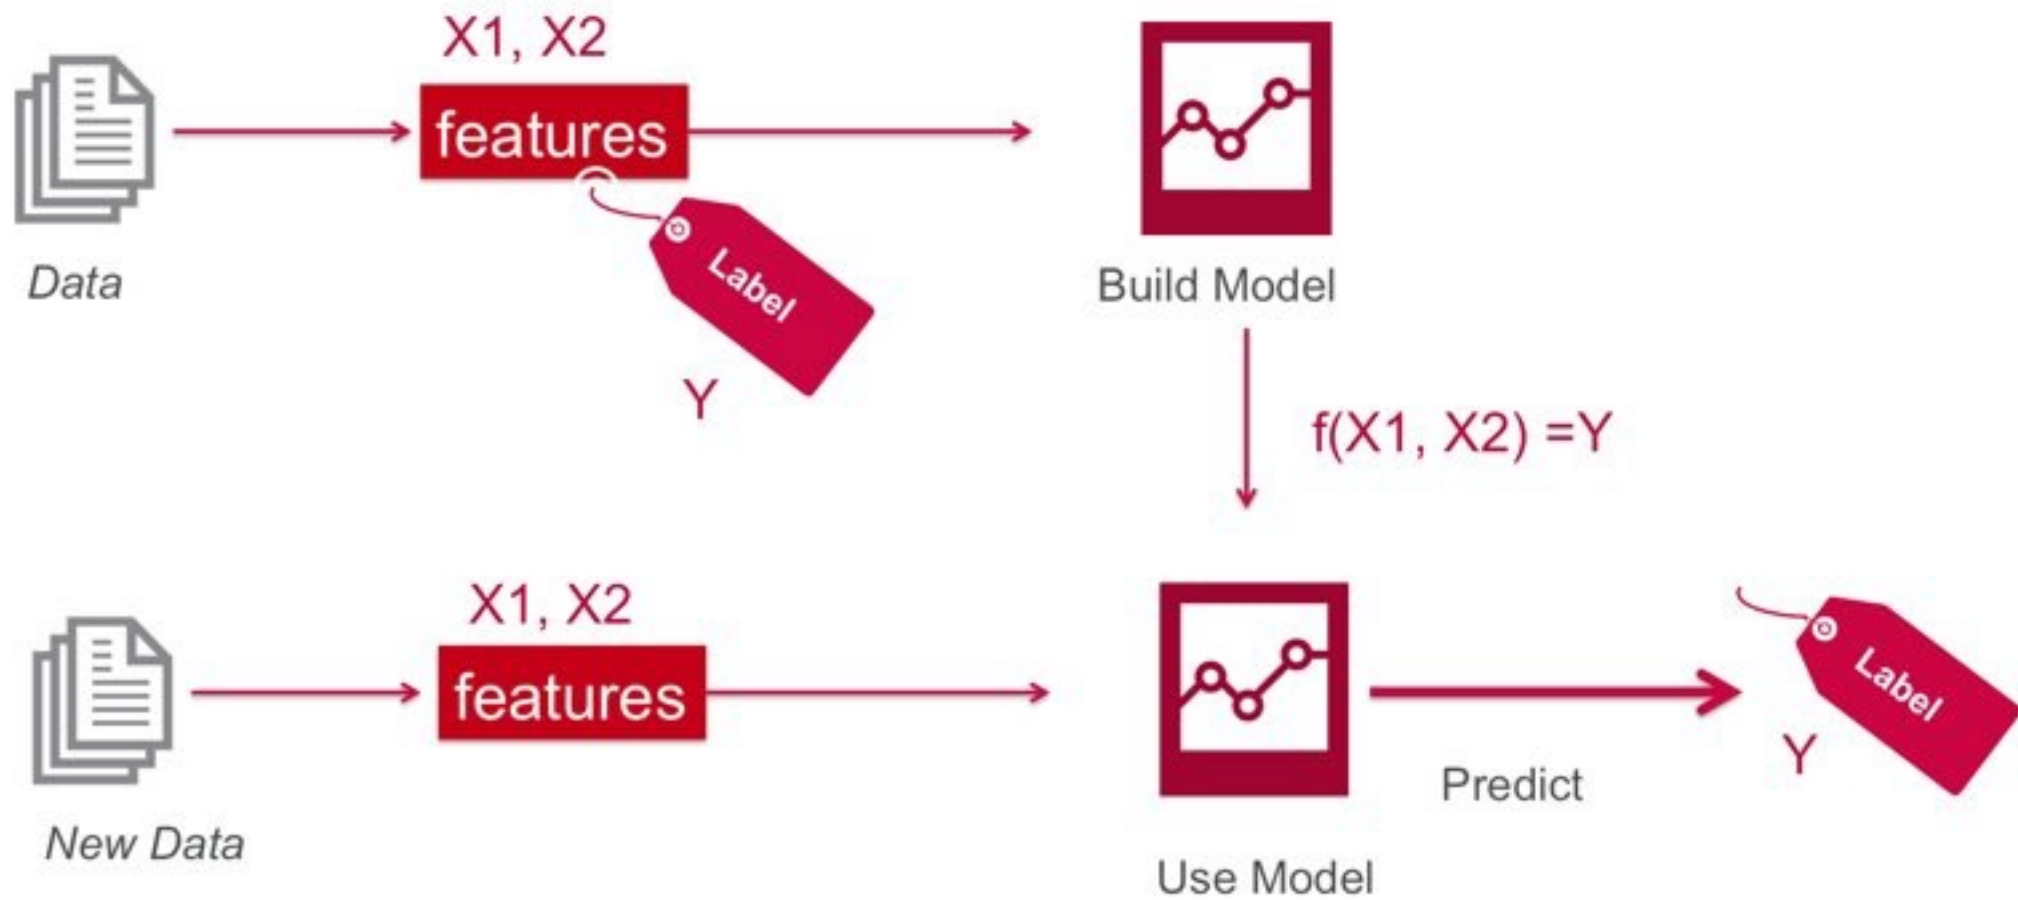 X1, X2
features
Label
Data
Build Model
Y
f(X1, X2) =Y
X1, X2
features
Label
Y
Predict
New Data
Use Model